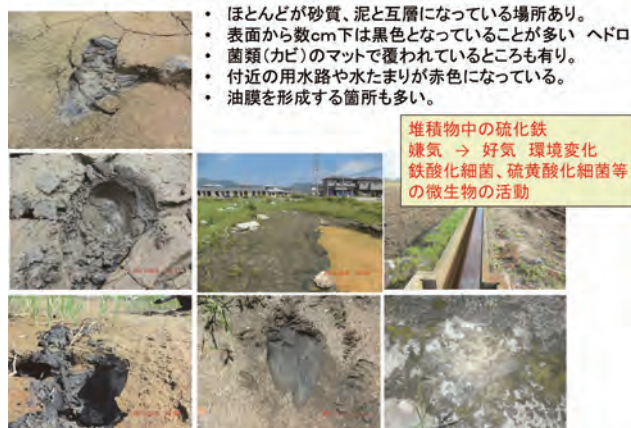 • ほとんどが砂質、泥と互層になっている場所あり。
• 表面から数cm下は黒色となっていることが多い ヘドロ
• 菌類(カビ)のマットで覆われているところも有り。
• 付近の用水路や水たまりが赤色になっている。
• 油膜を形成する箇所も多い。
堆積物中の硫化鉄
嫌気 → 好気 環境変化
鉄酸化細菌、硫黄酸化細菌等
の微生物の活動